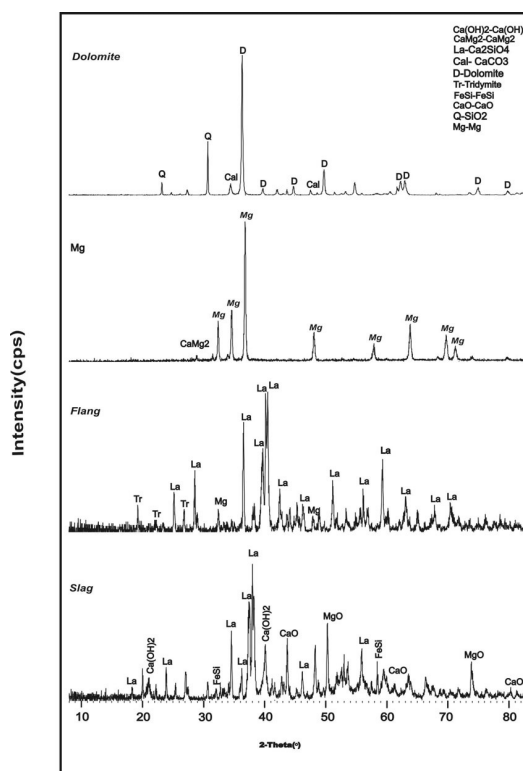 Ca(OH)2-Ca(OH)
CaMg2-CaMg2
La-Ca2SiO4
Cal- CaCO3
D-Dolomite
Tr-Tridymite
FeSi-FeSi
CaO-CaO
Q-SiO2
Mg-Mg
Dolomite
D
Q
Q
Cal
D
D
Cal
D
D
D
D
D
Mg
Mg
Mg
Mg
CaMg2
Mg
Mg
Mg
Mg
Mg
Flang
Tr
Tr
La
Tr
La
Mg
La
La
La
La
La
La
Mg
La
La
La
La
La
La
Slag
La
Ca(OH)2
La
FeSi
La
La
La
La
Ca(OH)2
CaO
La
MgO
La
FeSi
CaO
MgO
CaO
10 20 30 40 50 60 70 80
2-Theta(°)
Intensity(cps)